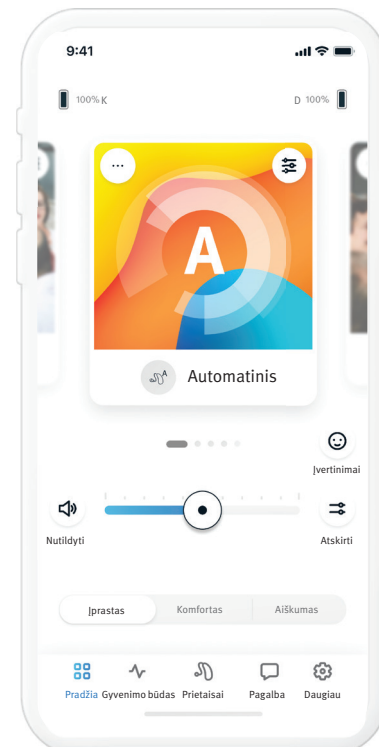 9:41
100% K
D 100%
A
A
Automatinis
Įvertinimai
Nutildyti
Atskirti
Įprastas Komfortas Aiškumas
Pradžia Gyvenimo būdas Prietaisai Pagalba Daugiau